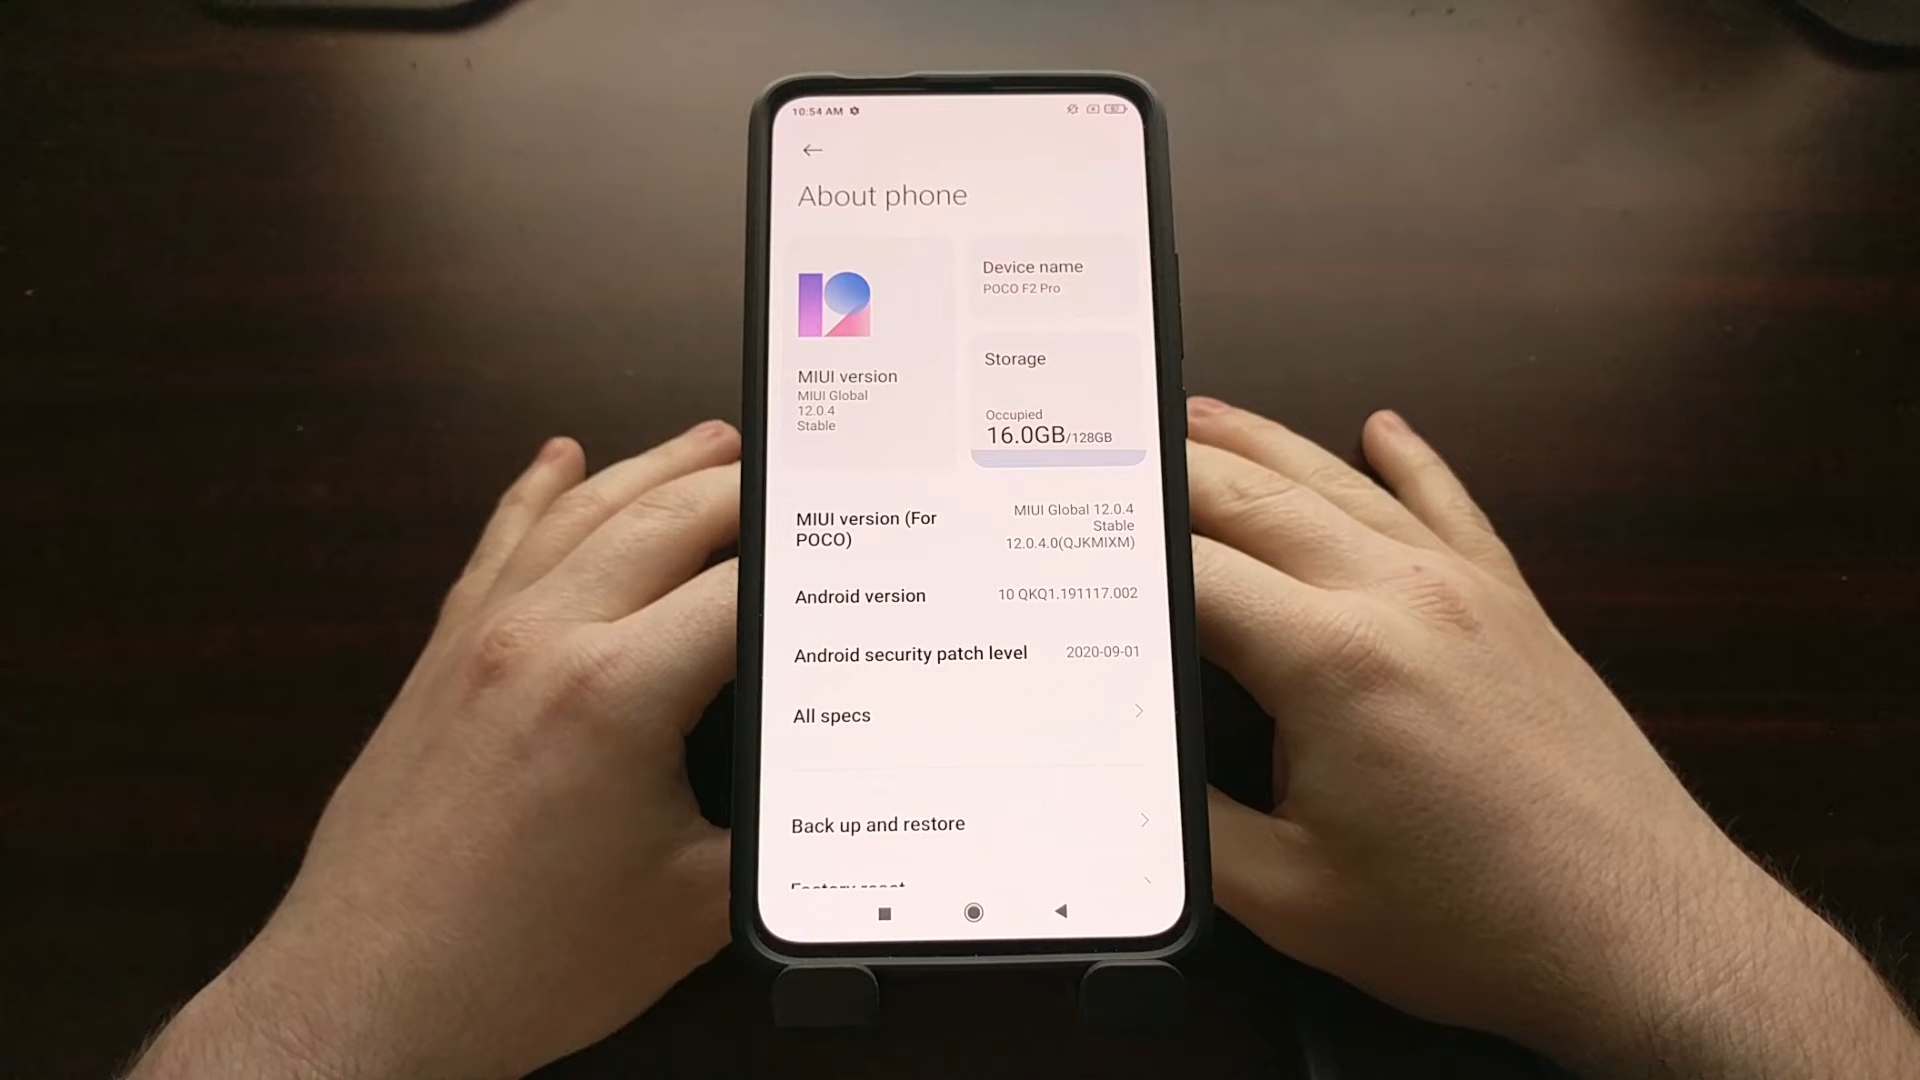 10:54 AM
About phone
12
MIUI version
MIUI Global
12.0.4
Stable
Device name
POCO F2 Pro
Storage
Occupied
16.0GB/128GB
MIUI version (For
POCO)
MIUI Global 12.0.4
Stable
12.0.4.0(QJKMIXM)
Android version
10 QKQ1.191117.002
Android security patch level
2020-09-01
All specs
Back up and restore
Factory reset